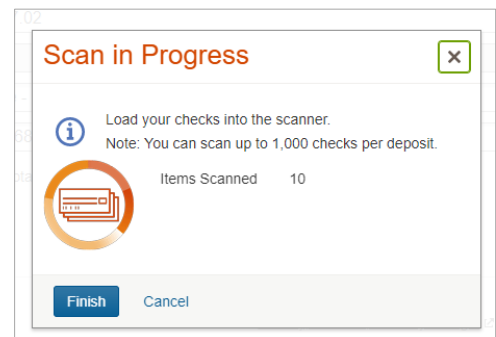 Scan in Progress
Load your checks into the scanner.
Note: You can scan up to 1,000 checks per deposit.
Items Scanned 10
Finish Cancel